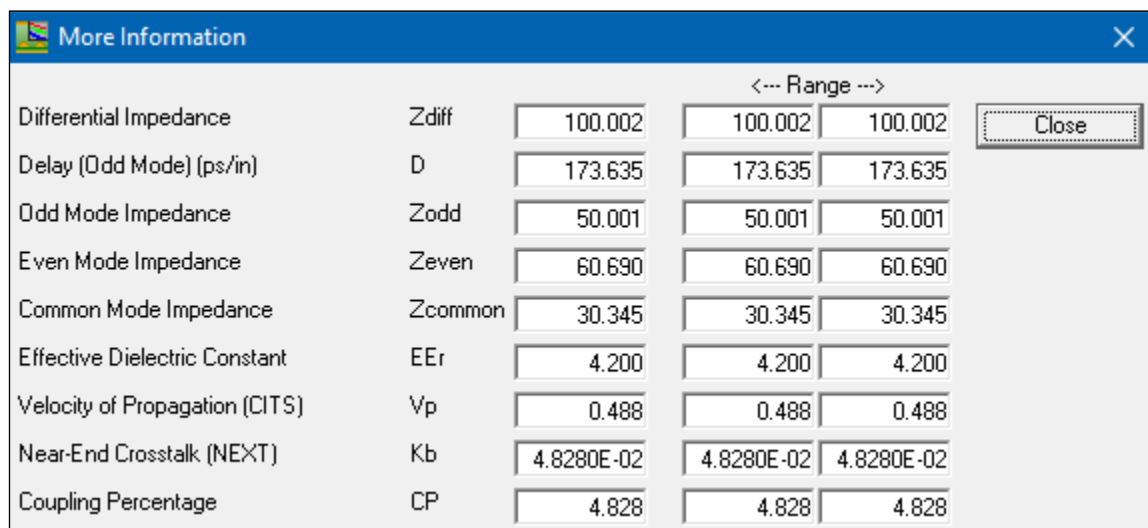 More Information
<--- Range --->
Differential Impedance Zdiff 100.002 100.002 100.002 Close
Delay (Odd Mode) (ps/in) D 173.635 173.635 173.635
Odd Mode Impedance Zodd 50.001 50.001 50.001
Even Mode Impedance Zeven 60.690 60.690 60.690
Common Mode Impedance Zcommon 30.345 30.345 30.345
Effective Dielectric Constant EEr 4.200 4.200 4.200
Velocity of Propagation (CITS) Vp 0.488 0.488 0.488
Near-End Crosstalk (NEXT) Kb 4.8280E-02 4.8280E-02 4.8280E-02
Coupling Percentage CP 4.828 4.828 4.828